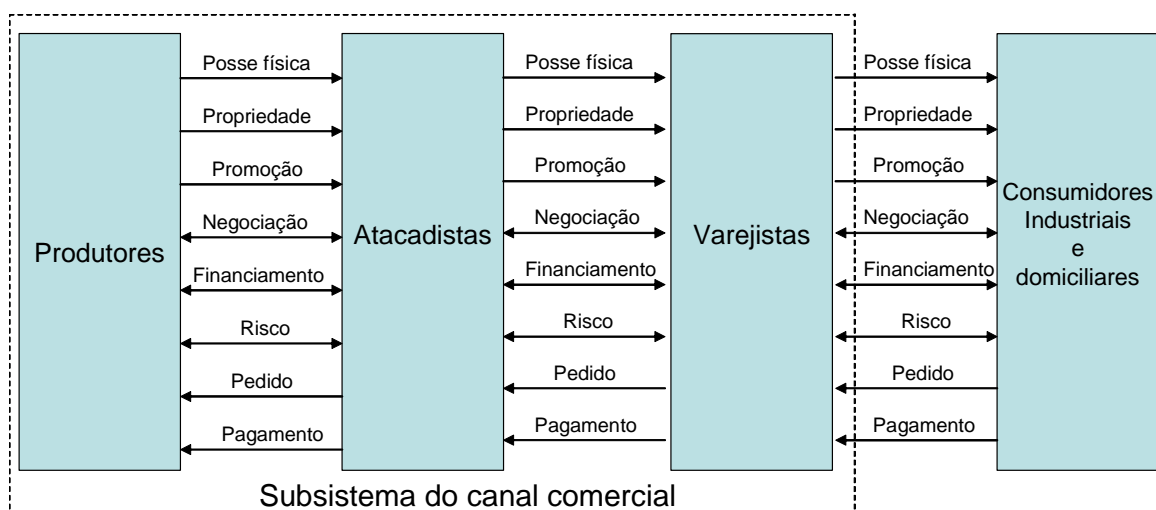 Produtores
Posse física
Propriedade
Promoção
Negociação
Financiamento
Risco
Pedido
Pagamento
Atacadistas
Posse física
Propriedade
Promoção
Negociação
Financiamento
Risco
Pedido
Pagamento
Varejistas
Posse física
Propriedade
Promoção
Negociação
Financiamento
Risco
Pedido
Pagamento
Consumidores
Industriais
e
domiciliares
Subsistema do canal comercial